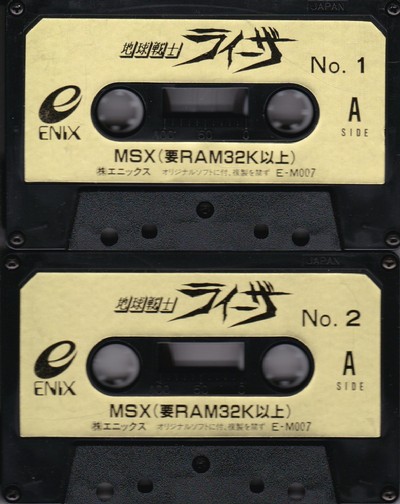 JAPAN
地球戦士 ライーザ No. 1
A
SIDE
ENIX
MSX(要RAM32K以上)
㈱エニックス オリジナルソフトに付、複製を禁ず E-M007
JAPAN
地球戦士 ライーザ No. 2
A
SIDE
ENIX
MSX(要RAM32K以上)
㈱エニックス オリジナルソフトに付、複製を禁ず E-M007